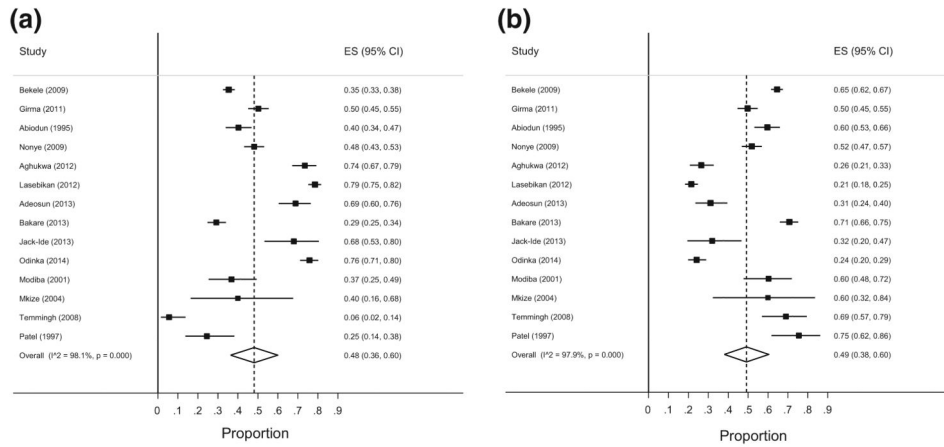 (a)
Study ES (95% CI)
Bekele (2009) 0.35 (0.33, 0.38)
Girma (2011) 0.50 (0.45, 0.55)
Abiodun (1995) 0.40 (0.34, 0.47)
Nonye (2009) 0.48 (0.43, 0.53)
Aghukwa (2012) 0.74 (0.67, 0.79)
Lasebikan (2012) 0.79 (0.75, 0.82)
Adeosun (2013) 0.69 (0.60, 0.76)
Bakare (2013) 0.29 (0.25, 0.34)
Jack-Ide (2013) 0.68 (0.53, 0.80)
Odinka (2014) 0.76 (0.71, 0.80)
Modiba (2001) 0.37 (0.25, 0.49)
Mkize (2004) 0.40 (0.16, 0.68)
Temmingh (2008) 0.06 (0.02, 0.14)
Patel (1997) 0.25 (0.14, 0.38)
Overall (I^2 = 98.1%, p = 0.000) 0.48 (0.36, 0.60)
0 .1 .2 .3 .4 .5 .6 .7 .8 .9
Proportion
(b)
Study ES (95% CI)
Bekele (2009) 0.65 (0.62, 0.67)
Girma (2011) 0.50 (0.45, 0.55)
Abiodun (1995) 0.60 (0.53, 0.66)
Nonye (2009) 0.52 (0.47, 0.57)
Aghukwa (2012) 0.26 (0.21, 0.33)
Lasebikan (2012) 0.21 (0.18, 0.25)
Adeosun (2013) 0.31 (0.24, 0.40)
Bakare (2013) 0.71 (0.66, 0.75)
Jack-Ide (2013) 0.32 (0.20, 0.47)
Odinka (2014) 0.24 (0.20, 0.29)
Modiba (2001) 0.60 (0.48, 0.72)
Mkize (2004) 0.60 (0.32, 0.84)
Temmingh (2008) 0.69 (0.57, 0.79)
Patel (1997) 0.75 (0.62, 0.86)
Overall (I^2 = 97.9%, p = 0.000) 0.49 (0.38, 0.60)
0 .1 .2 .3 .4 .5 .6 .7 .8 .9
Proportion